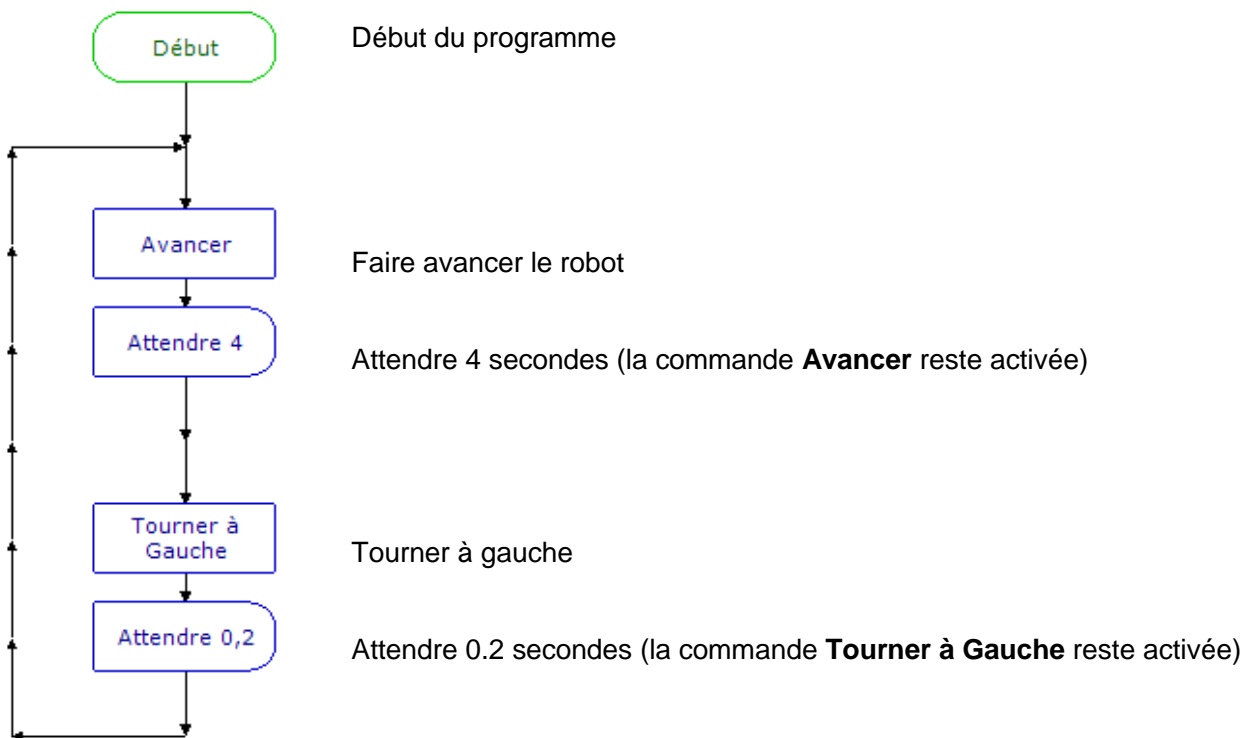 Début
Début du programme
Avancer
Faire avancer le robot
Attendre 4
Attendre 4 secondes (la commande Avancer reste activée)
Tourner à
Gauche
Tourner à gauche
Attendre 0,2
Attendre 0.2 secondes (la commande Tourner à Gauche reste activée)